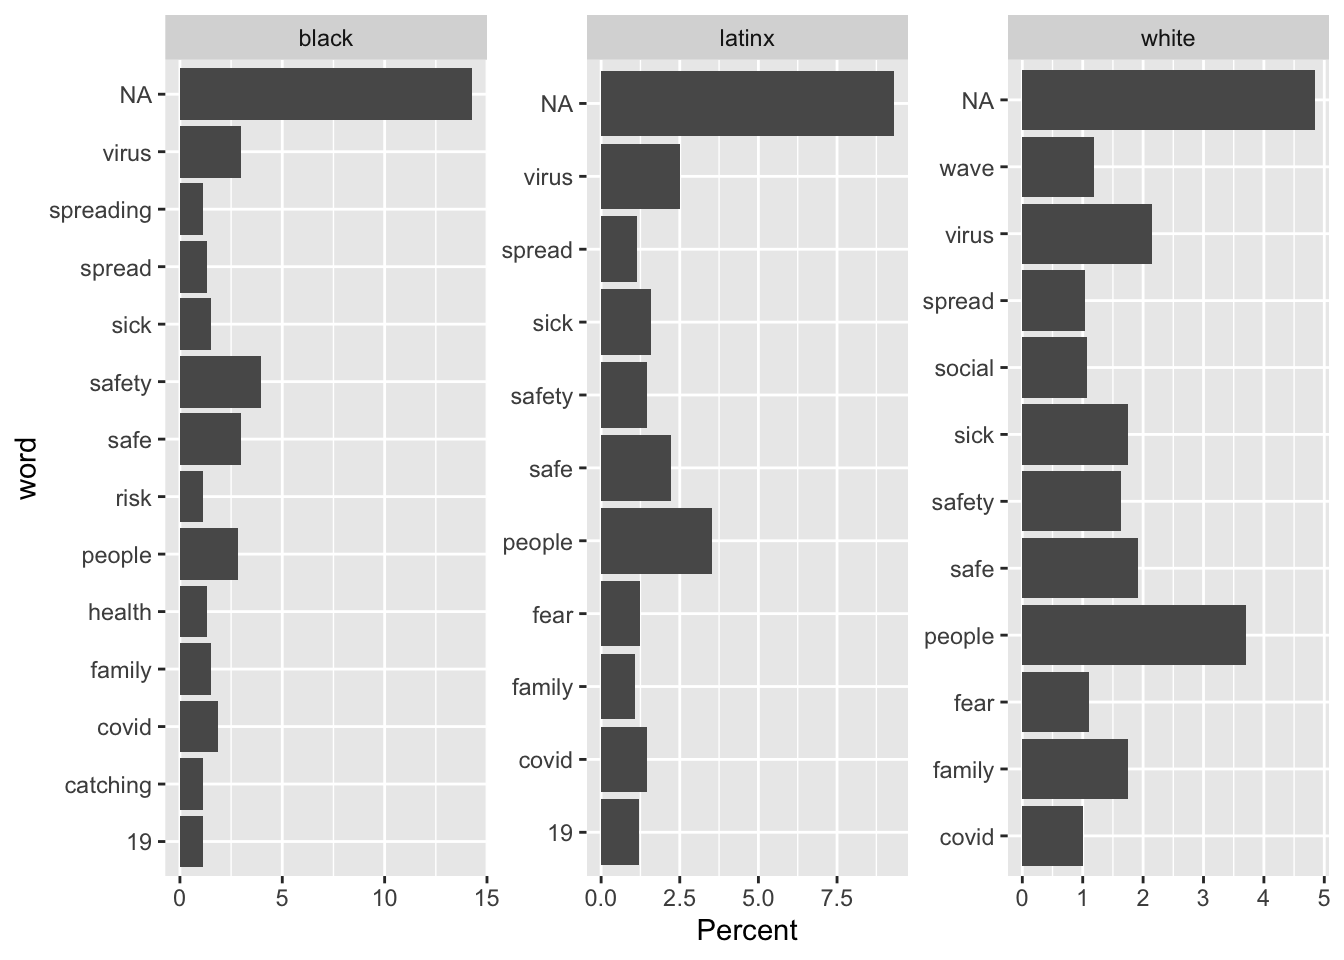 black
latinx
white
word
NA
virus
spreading
spread
sick
safety
safe
risk
people
health
family
covid
catching
19
0 5 10 15
NA
virus
spread
sick
safety
safe
people
fear
family
covid
19
0.0 2.5 5.0 7.5
NA
wave
virus
spread
social
sick
safety
safe
people
fear
family
covid
0 1 2 3 4 5
Percent